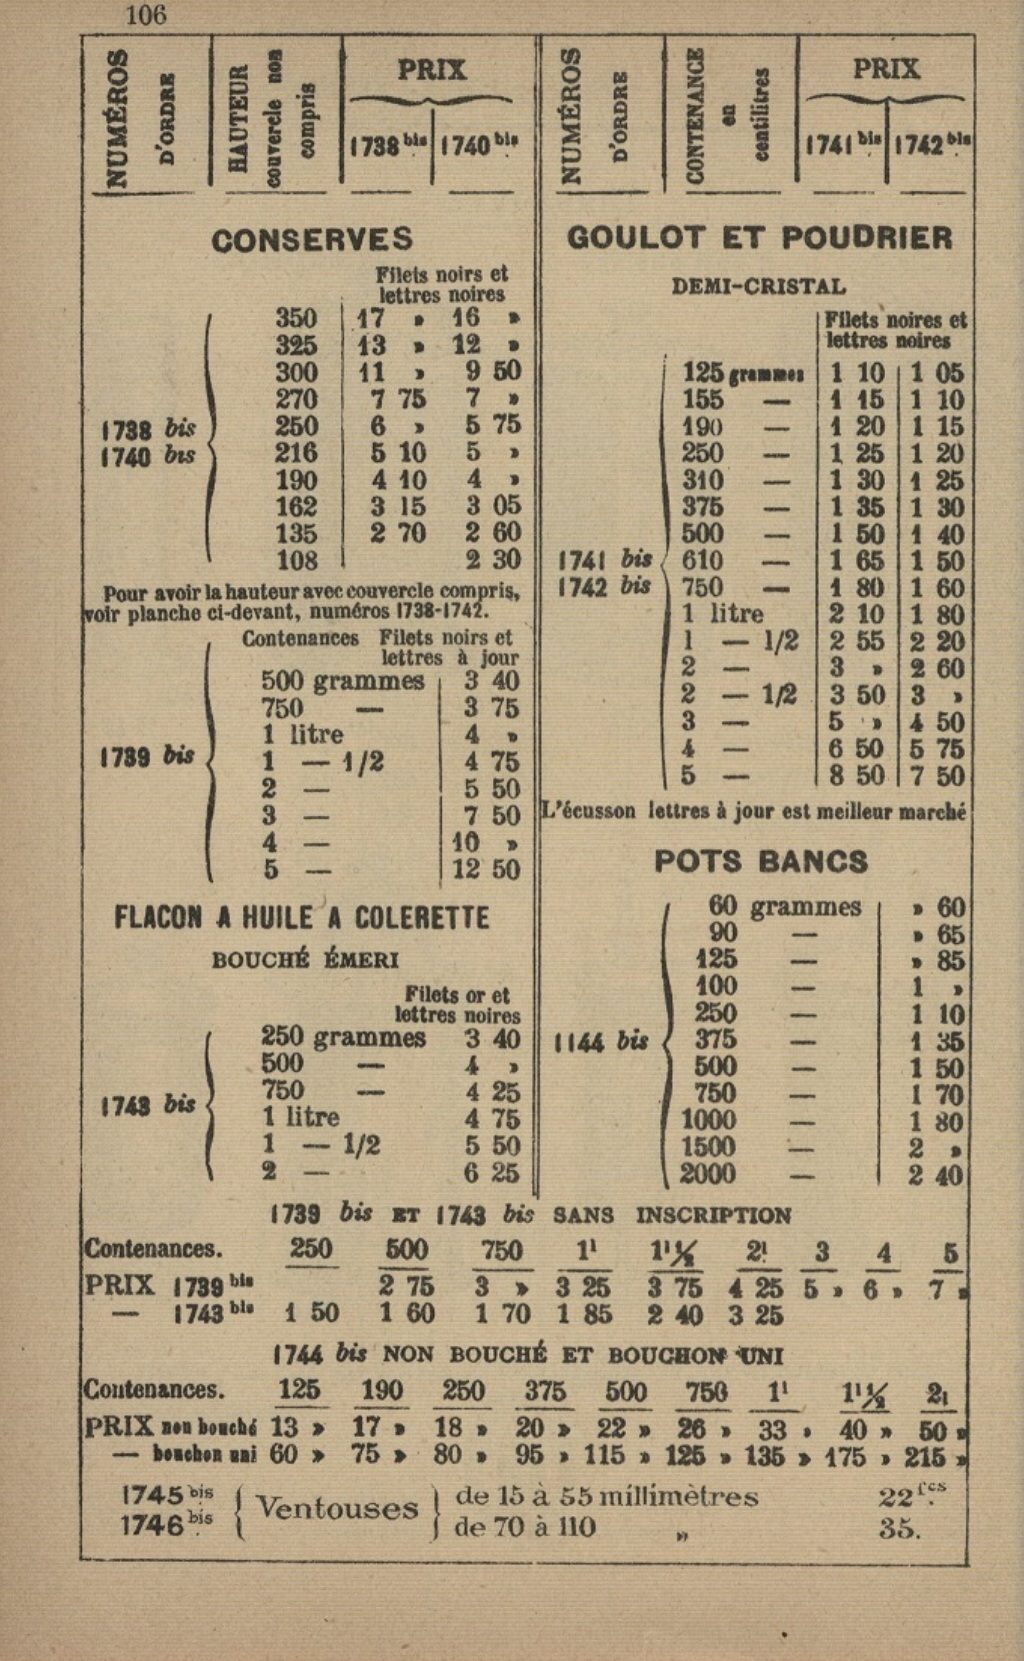 106
NUMÉROS D'ORDRE
HAUTEUR couvercle non compris
PRIX
1738 bis 1740 bis
CONSERVES
Filets noirs et
lettres noires
350 17 » 16 »
325 13 » 12 »
300 11 » 9 50
270 7 75 7 »
250 6 » 5 75
216 5 10 5 »
190 4 10 4 »
162 3 15 3 05
135 2 70 2 60
108 2 30
1738 bis
1740 bis
Pour avoir la hauteur avec couvercle compris,
voir planche ci-devant, numéros 1738-1742.
Contenances Filets noirs et
lettres à jour
500 grammes 3 40
750 — 3 75
1 litre 4 »
1739 bis 1 — 1/2 4 75
2 — 5 50
3 — 7 50
4 — 10 »
5 — 12 50
FLACON A HUILE A COLERETTE
BOUCHÉ ÉMERI
Filets or et
lettres noires
250 grammes 3 40
500 — 4 »
750 — 4 25
1743 bis 1 litre 4 75
1 — 1/2 5 50
2 — 6 25
NUMÉROS D'ORDRE
CONTENANCE en centilitres
PRIX
1741 bis 1742 bis
GOULOT ET POUDRIER
DEMI-CRISTAL
Filets noires et
lettres noires
125 grammes 1 10 1 05
155 — 1 15 1 10
190 — 1 20 1 15
250 — 1 25 1 20
310 — 1 30 1 25
375 — 1 35 1 30
500 — 1 50 1 40
1741 bis 610 — 1 65 1 50
1742 bis 750 — 1 80 1 60
1 litre 2 10 1 80
1 — 1/2 2 55 2 20
2 — 3 » 2 60
2 — 1/2 3 50 3 »
3 — 5 » 4 50
4 — 6 50 5 75
5 — 8 50 7 50
L'écusson lettres à jour est meilleur marché
POTS BANCS
60 grammes » 60
90 — » 65
125 — » 85
100 — 1 »
250 — 1 10
1144 bis 375 — 1 35
500 — 1 50
750 — 1 70
1000 — 1 80
1500 — 2 »
2000 — 2 40
1739 bis ET 1743 bis SANS INSCRIPTION
Contenances. 250 500 750 1l 1l ½ 2l 3 4 5
PRIX 1739 bis 2 75 3 » 3 25 3 75 4 25 5 » 6 » 7 »
— 1743 bis 1 50 1 60 1 70 1 85 2 40 3 25
1744 bis NON BOUCHÉ ET BOUCHON UNI
Contenances. 125 190 250 375 500 750 1l 1l ½ 2l
PRIX non bouché 13 » 17 » 18 » 20 » 22 » 26 » 33 » 40 » 50 »
— bouchon uni 60 » 75 » 80 » 95 » 115 » 125 » 135 » 175 » 215 »
1745 bis Ventouses de 15 à 55 millimètres 22 fcs
1746 bis de 70 à 110 » 35.